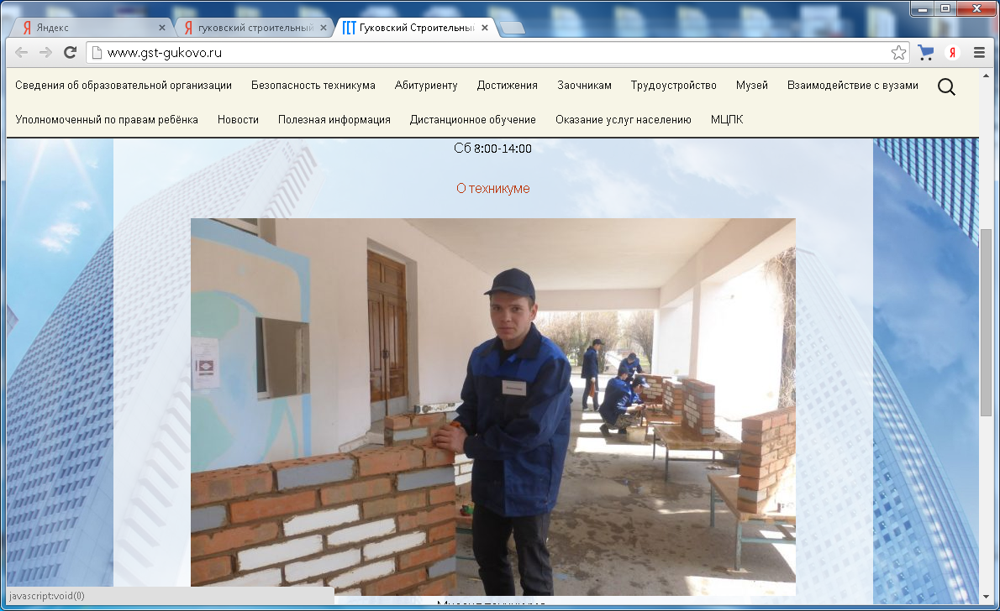 Яндекс
гуковский строительный
Гуковский Строительны
www.gst-gukovo.ru
Сведения об образовательной организации Безопасность техникума Абитуриенту Достижения Заочникам Трудоустройство Музей Взаимодействие с вузами
Уполномоченный по правам ребёнка Новости Полезная информация Дистанционное обучение Оказание услуг населению МЦПК
Сб 8:00-14:00
О техникуме
javascript:void(0)